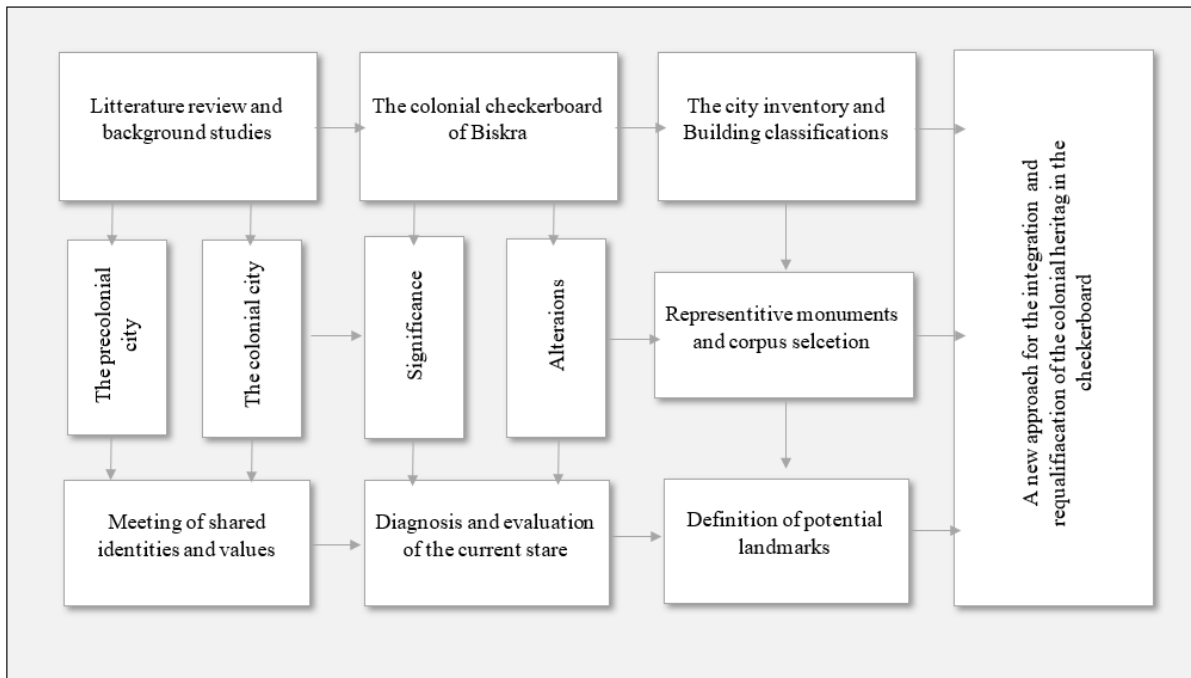 Litterature review and
background studies
The colonial checkerboard
of Biskra
The city inventory and
Building classifications
The precolonial
city
The colonial city
Significance
Alteraions
Representitive monuments
and corpus selcetion
A new approach for the integration and
requalifiacation of the colonial heritag in the
checkerboard
Meeting of shared
identities and values
Diagnosis and evaluation
of the current stare
Definition of potential
landmarks